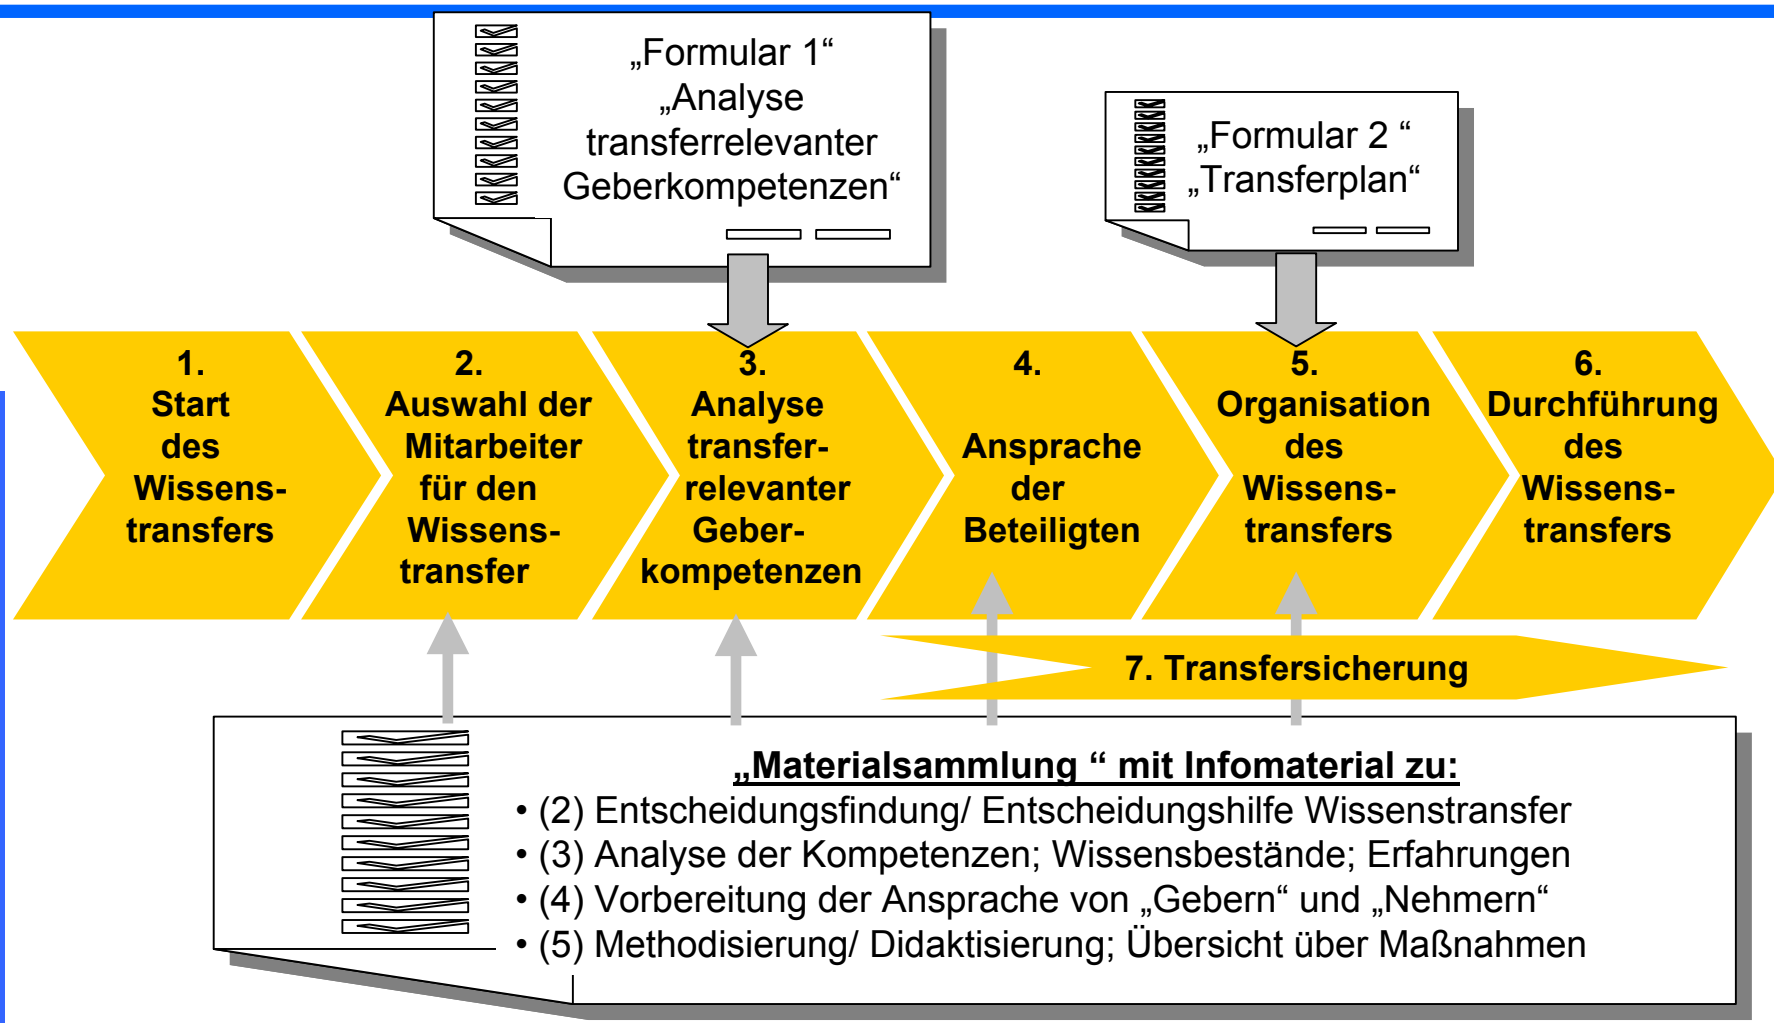 „Formular 1“
„Analyse
transferrelevanter
Geberkompetenzen“
„Formular 2 “
„Transferplan“
1.
Start
des
Wissens-
transfers
2.
Auswahl der
Mitarbeiter
für den
Wissens-
transfer
3.
Analyse
transfer-
relevanter
Geber-
kompetenzen
4.
Ansprache
der
Beteiligten
5.
Organisation
des
Wissens-
transfers
6.
Durchführung
des
Wissens-
transfers
7. Transfersicherung
„Materialsammlung “ mit Infomaterial zu:
• (2) Entscheidungsfindung/ Entscheidungshilfe Wissenstransfer
• (3) Analyse der Kompetenzen; Wissensbestände; Erfahrungen
• (4) Vorbereitung der Ansprache von „Gebern“ und „Nehmern“
• (5) Methodisierung/ Didaktisierung; Übersicht über Maßnahmen